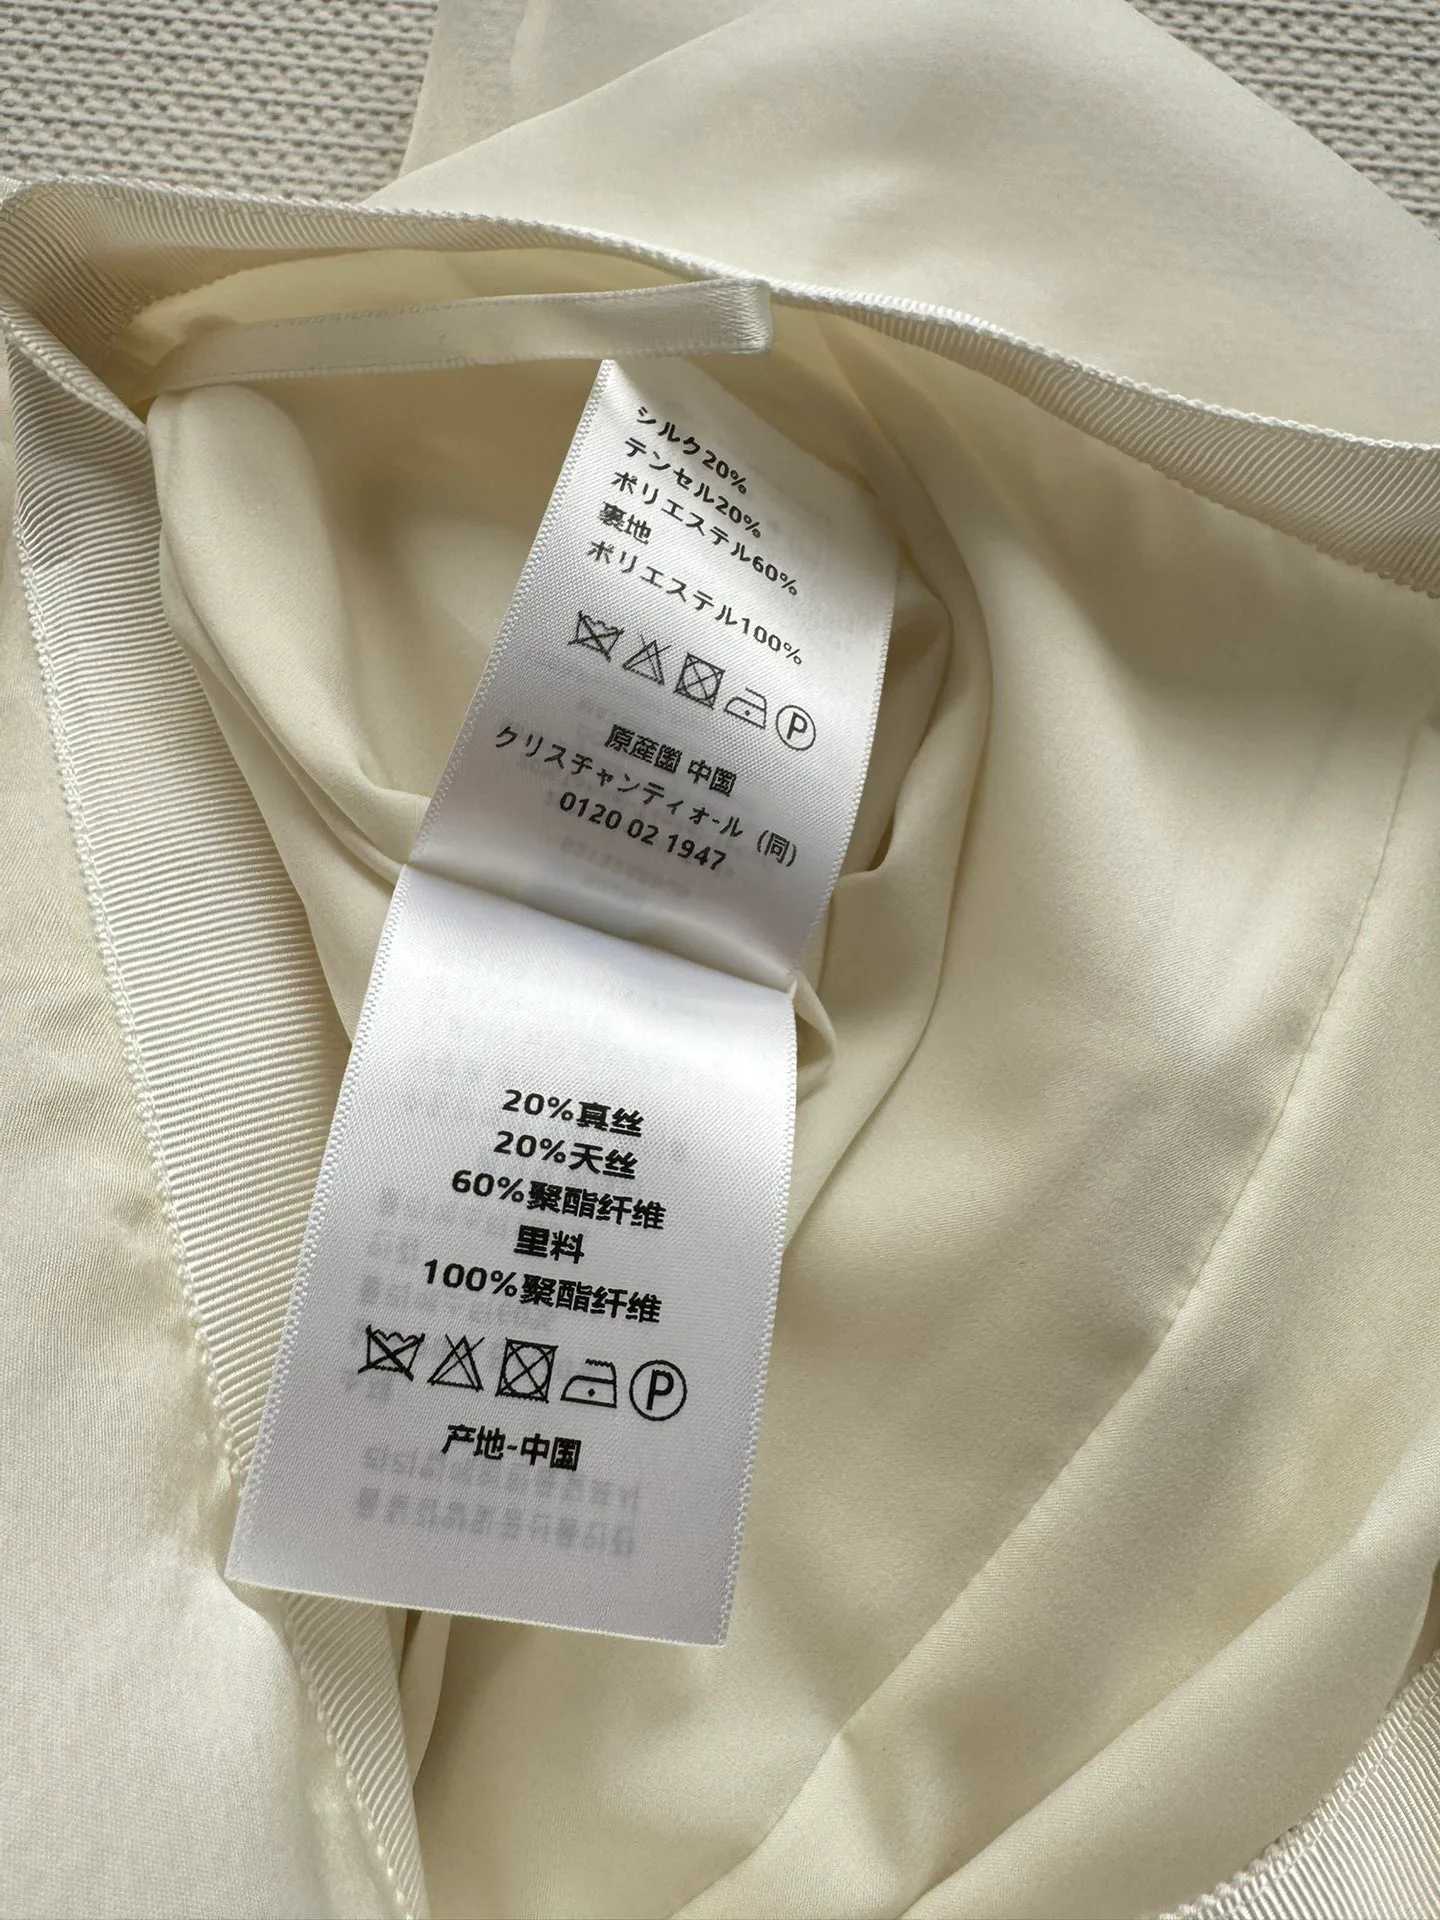 シルク20%
テンセル20%
ポリエステル60%
裏地
ポリエステル100%
P
原産国 中国
クリスチャンディオール (同)
0120 02 1947
20%真丝
20%天丝
60%聚酯纤维
里料
100%聚酯纤维
P
产地-中国